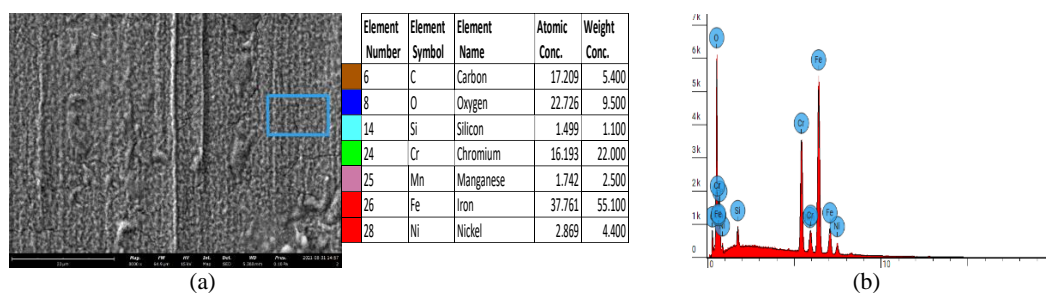 Element Number Element Symbol Element Name Atomic Conc. Weight Conc.
6 C Carbon 17.209 5.400
8 O Oxygen 22.726 9.500
14 Si Silicon 1.499 1.100
24 Cr Chromium 16.193 22.000
25 Mn Manganese 1.742 2.500
26 Fe Iron 37.761 55.100
28 Ni Nickel 2.869 4.400
(a)
7k
6k
5k
4k
3k
2k
1k
0
O
Fe
Cr
Cr
Si
Fe
Cr
Fe
Ni
0
10
(b)